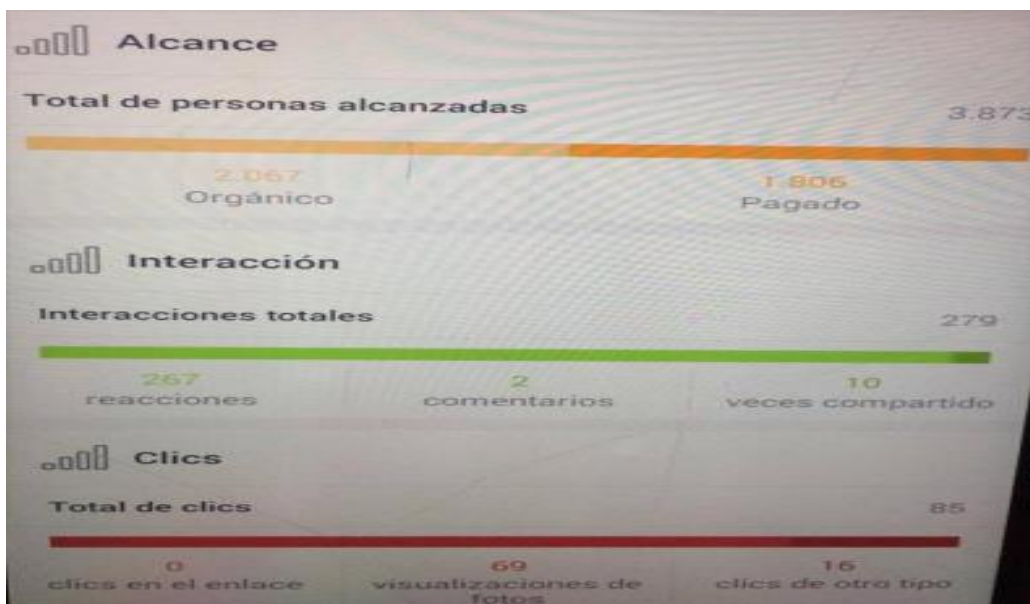 Alcance
Total de personas alcanzadas
3.873
2.067
1.806
Orgánico
Pagado
Interacción
Interacciones totales
279
267
2
10
reacciones
comentarios
veces compartido
Clics
Total de clics
85
0
69
16
clics en el enlace
visualizaciones de
clics de otro tipo
fotos